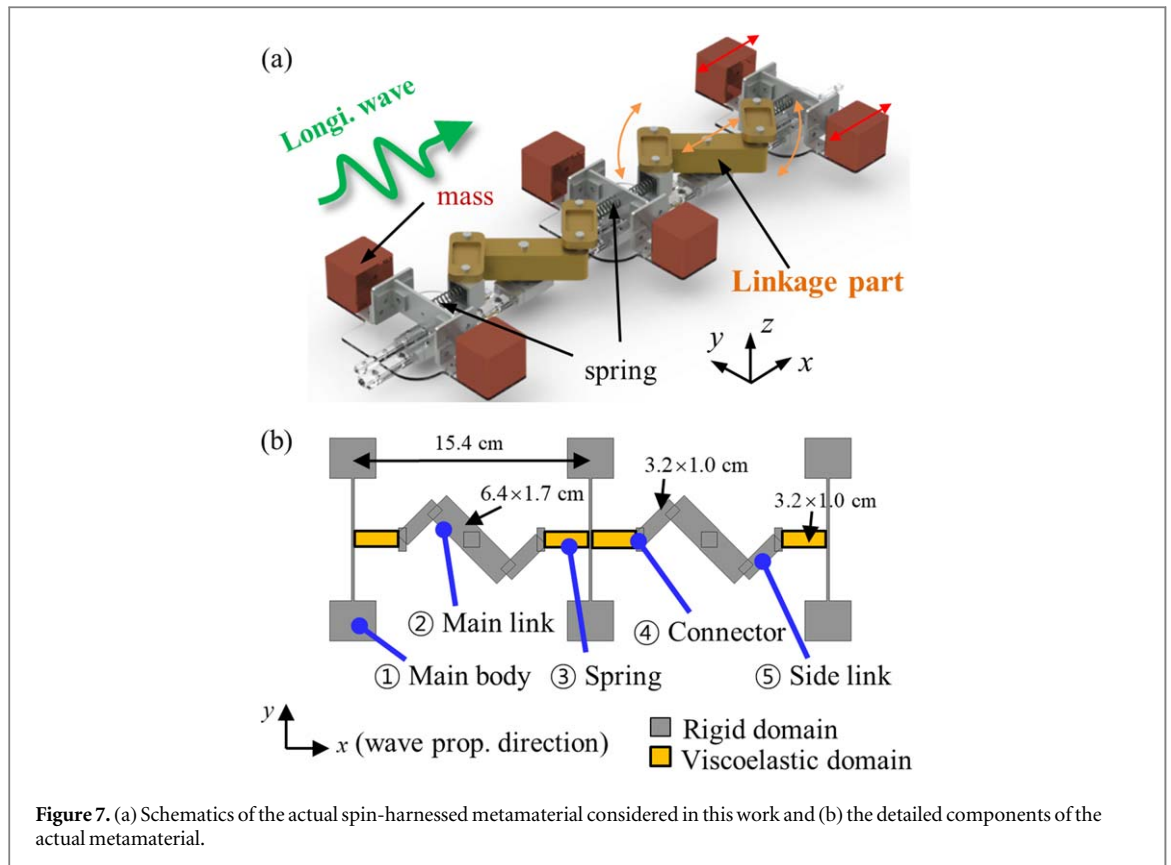 (a)
Longi. wave
mass
Linkage part
spring
z
y
x
(b)
15.4 cm
3.2×1.0 cm
6.4×1.7 cm
3.2×1.0 cm
② Main link
④ Connector
① Main body
③ Spring
⑤ Side link
y
x (wave prop. direction)
Rigid domain
Viscoelastic domain
Figure 7. (a) Schematics of the actual spin-harnessed metamaterial considered in this work and (b) the detailed components of the
actual metamaterial.